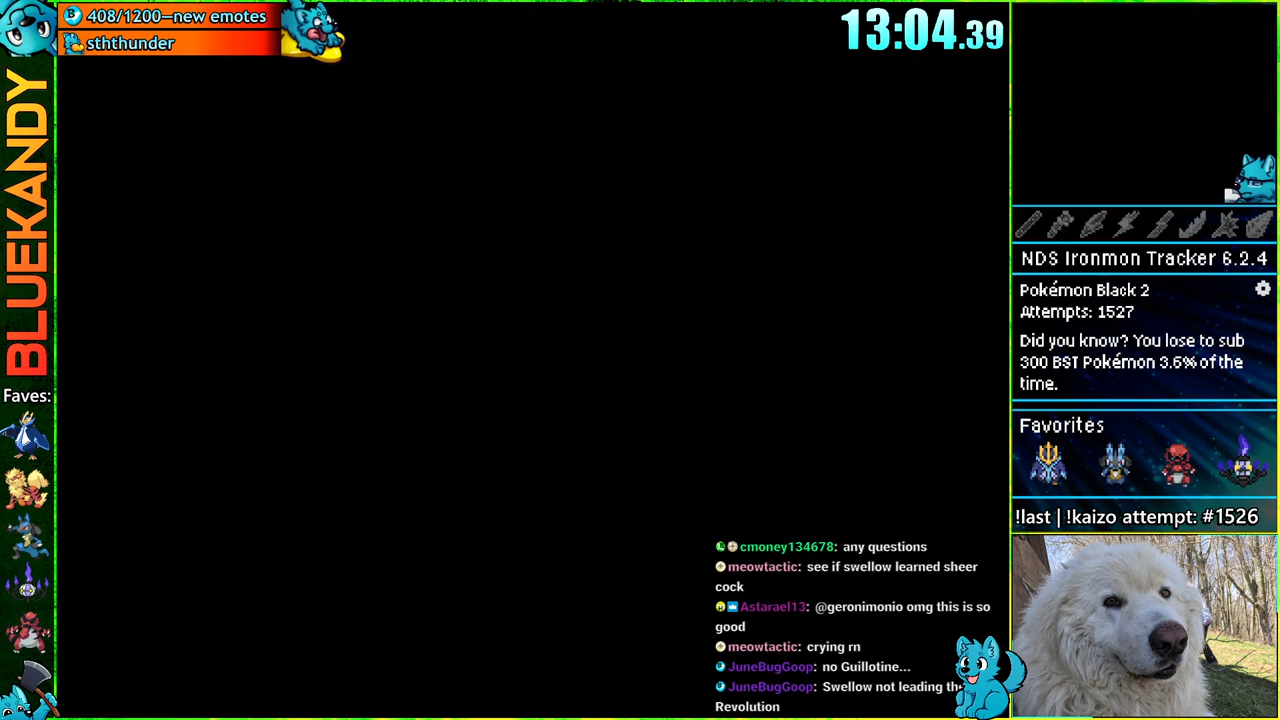 408/1200—new emotes
sththunder
13:04.39
BLUEKANDY
Faves:
NDS Ironmon Tracker 6.2.4
Pokémon Black 2
Attempts: 1527
Did you know? You lose to sub
300 BST Pokémon 3.6% of the
time.
Favorites
!last | !kaizo attempt: #1526
cmoney134678: any questions
meowtactic: see if swellow learned sheer
cock
Astarael13: @geronimonio omg this is so
good
meowtactic: crying rn
JuneBugGoop: no Guillotine...
JuneBugGoop: Swellow not leading the
Revolution